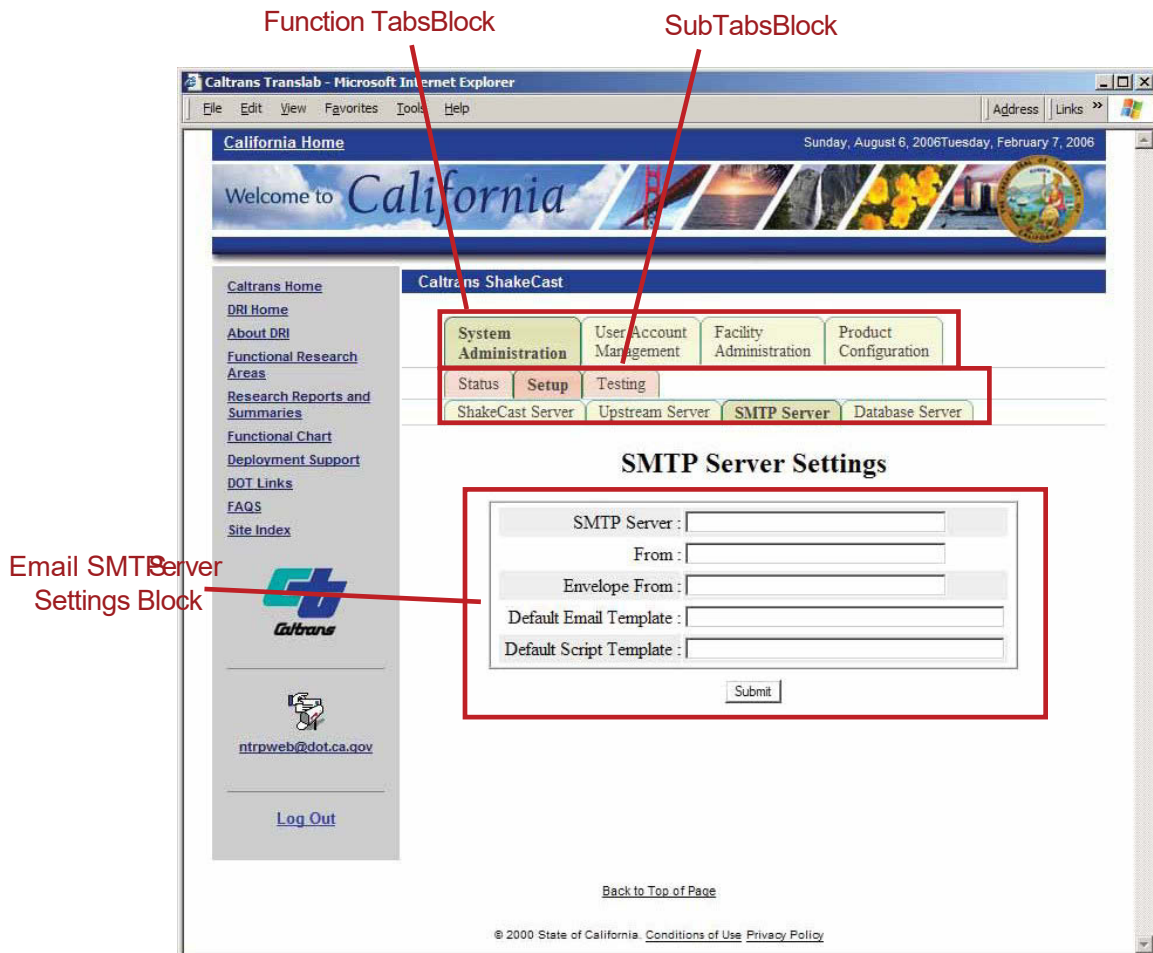 Function TabsBlock
SubTabsBlock
Caltrans Translab - Microsoft Internet Explorer
File Edit View Favorites Tools Help Address Links »
California Home
Sunday, August 6, 2006Tuesday, February 7, 2006
Welcome to California
Caltrans ShakeCast
Caltrans Home
DRI Home
About DRI
Functional Research
Areas
Research Reports and
Summaries
Functional Chart
Deployment Support
DOT Links
FAQS
Site Index
Caltrans
ntrpweb@dot.ca.gov
Log Out
System
Administration
User Account
Management
Facility
Administration
Product
Configuration
Status Setup Testing
ShakeCast Server Upstream Server SMTP Server Database Server
SMTP Server Settings
SMTP Server :
From :
Envelope From :
Default Email Template :
Default Script Template :
Submit
Email SMTPServer
Settings Block
Back to Top of Page
© 2000 State of California. Conditions of Use Privacy Policy